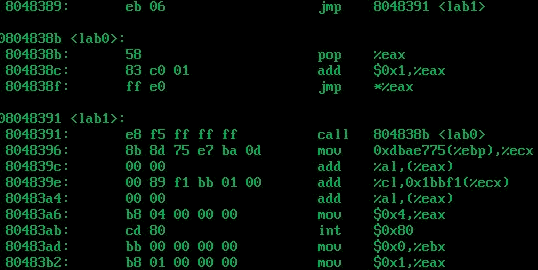 8048389: eb 06 jmp 8048391 <lab1>
0804838b <lab0>:
804838b: 58 pop %eax
804838c: 83 c0 01 add $0x1,%eax
804838f: ff e0 jmp *%eax
08048391 <lab1>:
8048391: e8 f5 ff ff ff call 804838b <lab0>
8048396: 8b 8d 75 e7 ba 0d mov 0xdbae775(%ebp),%ecx
804839c: 00 00 add %al,(%eax)
804839e: 00 89 f1 bb 01 00 add %cl,0x1bbf1(%ecx)
80483a4: 00 00 add %al,(%eax)
80483a6: b8 04 00 00 00 mov $0x4,%eax
80483ab: cd 80 int $0x80
80483ad: bb 00 00 00 00 mov $0x0,%ebx
80483b2: b8 01 00 00 00 mov $0x1,%eax